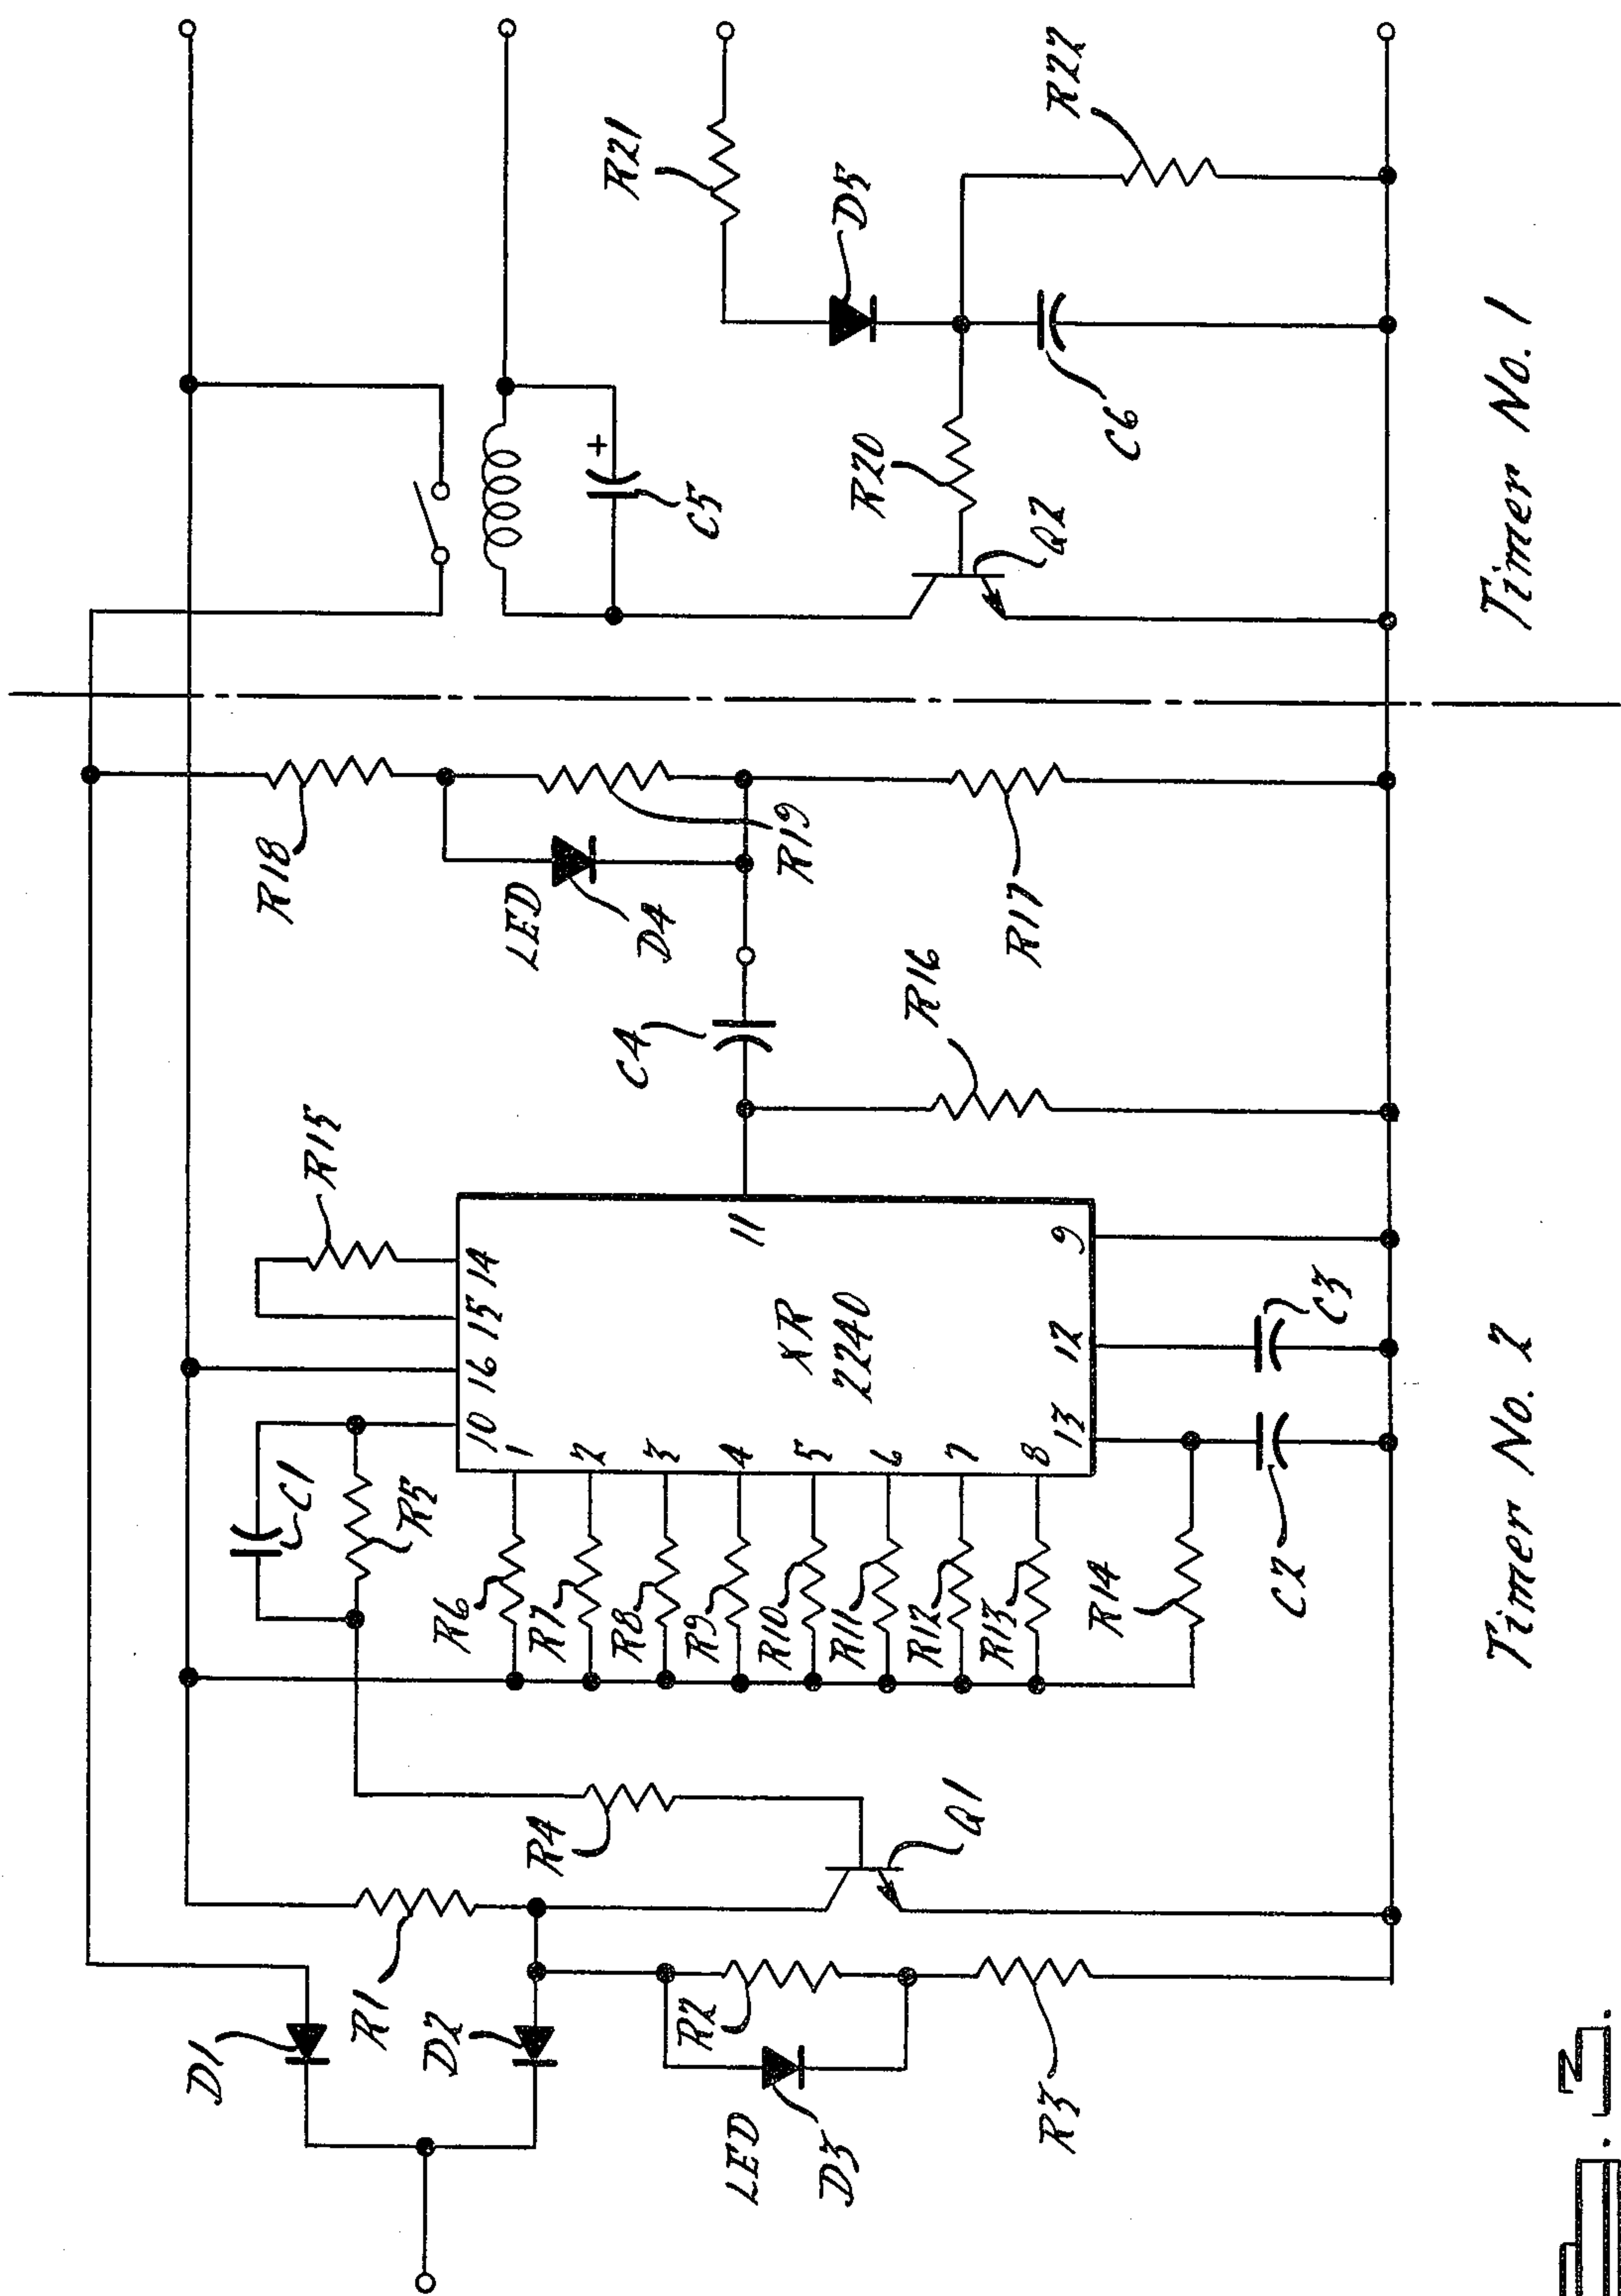 D1
R1
D2
LED
D3
R2
R3
R4
Q1
C1
R5
R6
R7
R8
R9
R10
R11
R12
R13
R14
C2
C3
10
16
15
14
1
2
3
4
5
6
7
8
13
12
9
11
XR
2240
R15
C4
R16
R18
LED
D4
R19
R17
C5
+
Q2
R20
R21
D5
C6
R22
Timer No. 2
Timer No. 1